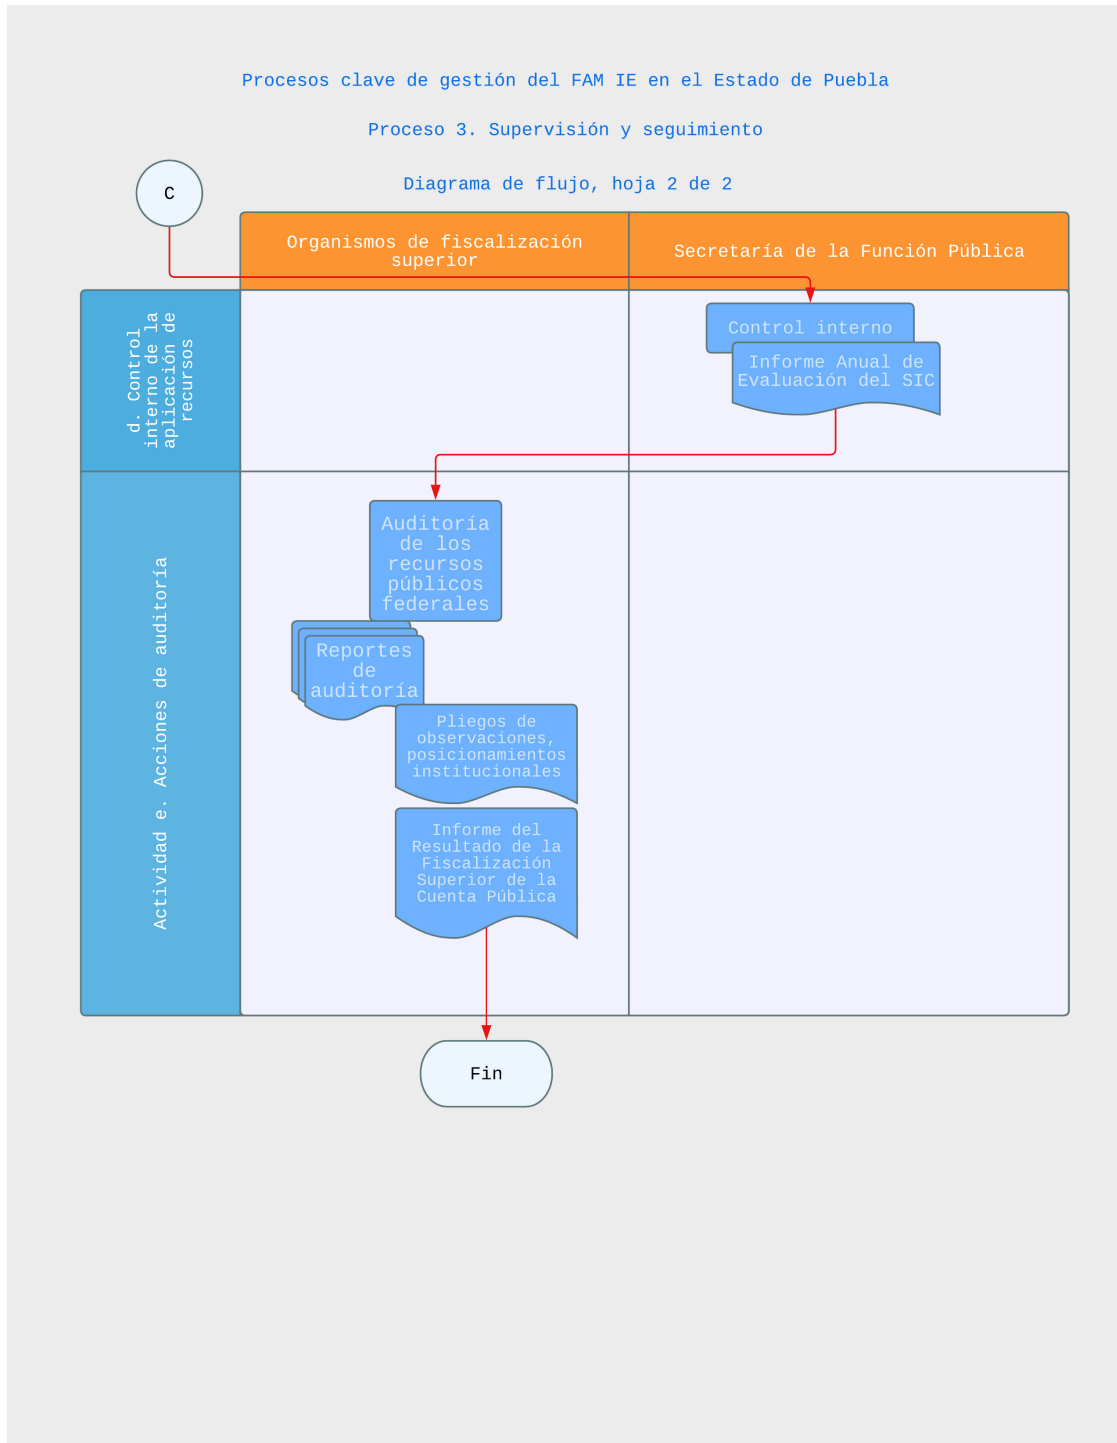 Procesos clave de gestión del FAM IE en el Estado de Puebla
Proceso 3. Supervisión y seguimiento
Diagrama de flujo, hoja 2 de 2
C
Organismos de fiscalización
superior
Secretaría de la Función Pública
d. Control
interno de la
aplicación de
recursos
Control interno
Informe Anual de
Evaluación del SIC
Actividad e. Acciones de auditoría
Auditoría
de los
recursos
públicos
federales
Reportes
de
auditoría
Pliegos de
observaciones,
posicionamientos
institucionales
Informe del
Resultado de la
Fiscalización
Superior de la
Cuenta Pública
Fin